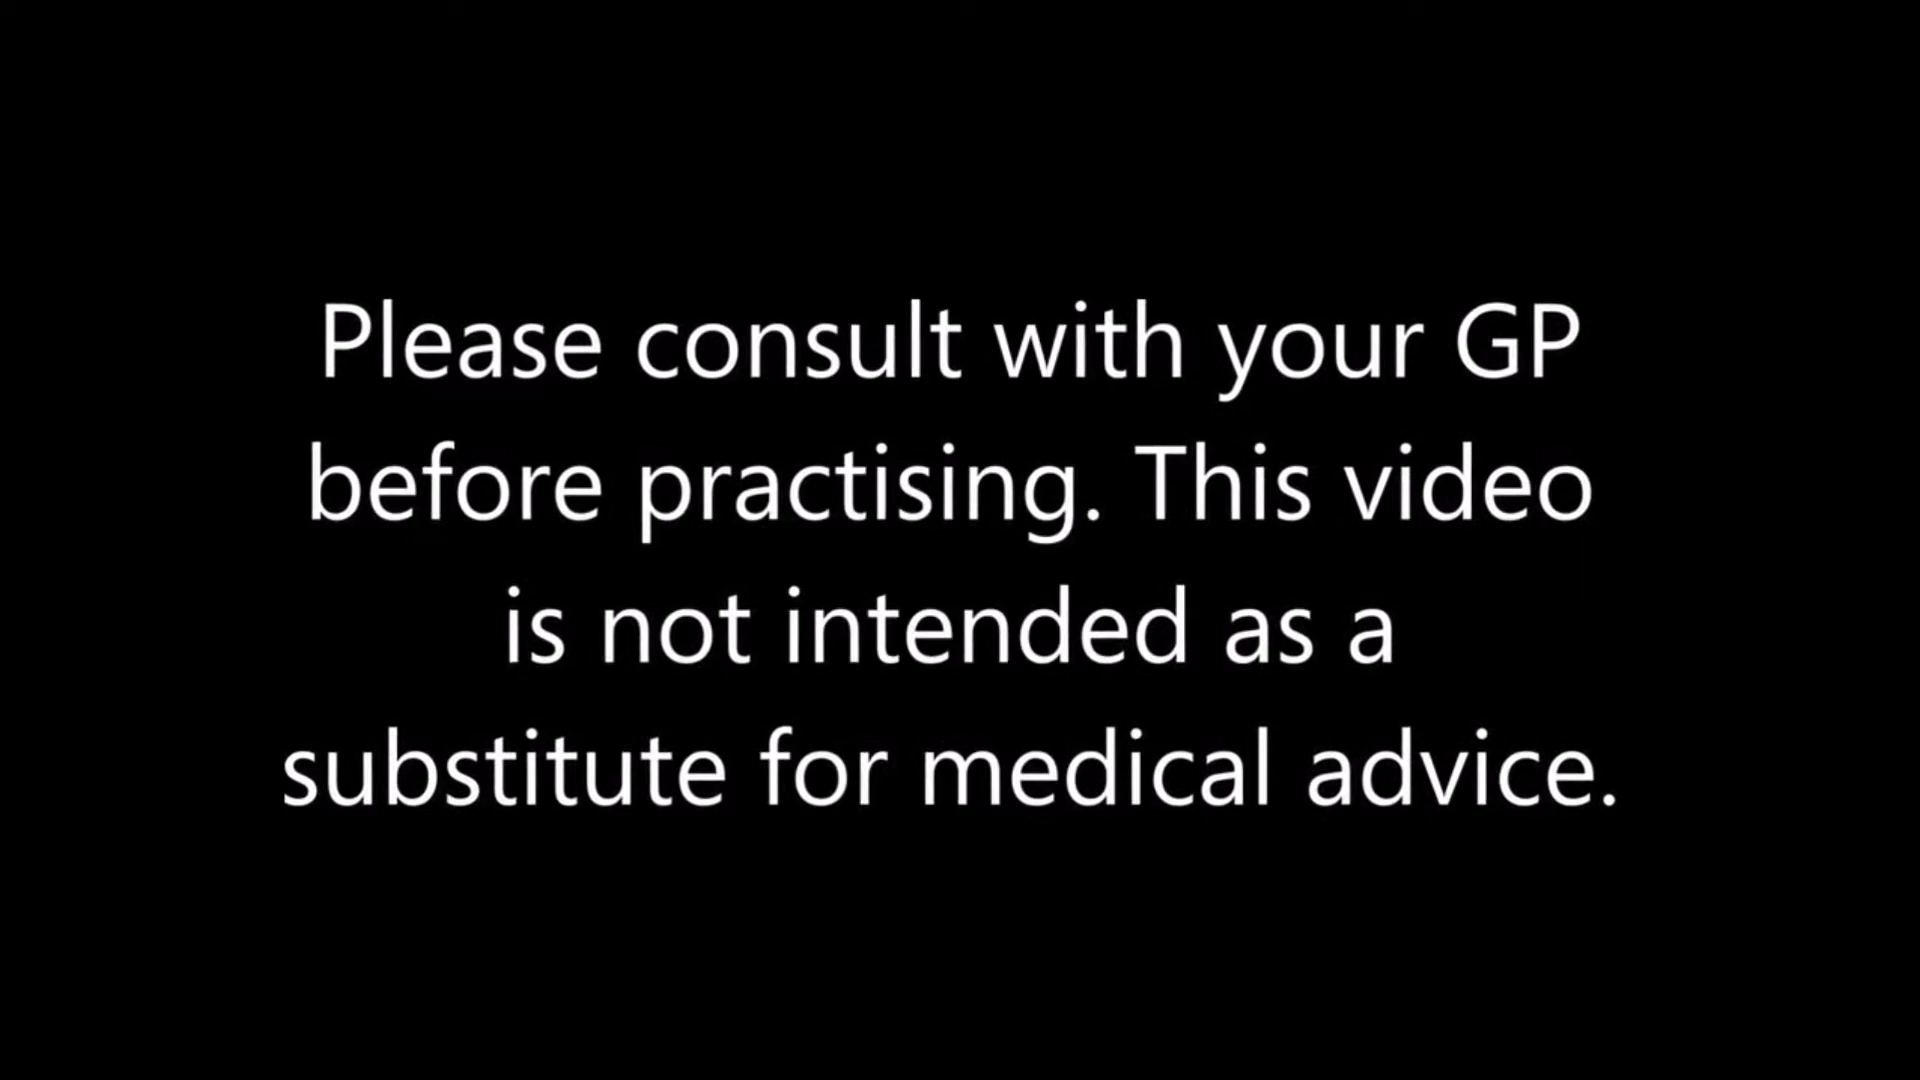 Please consult with your GP
before practising. This video
is not intended as a
substitute for medical advice.